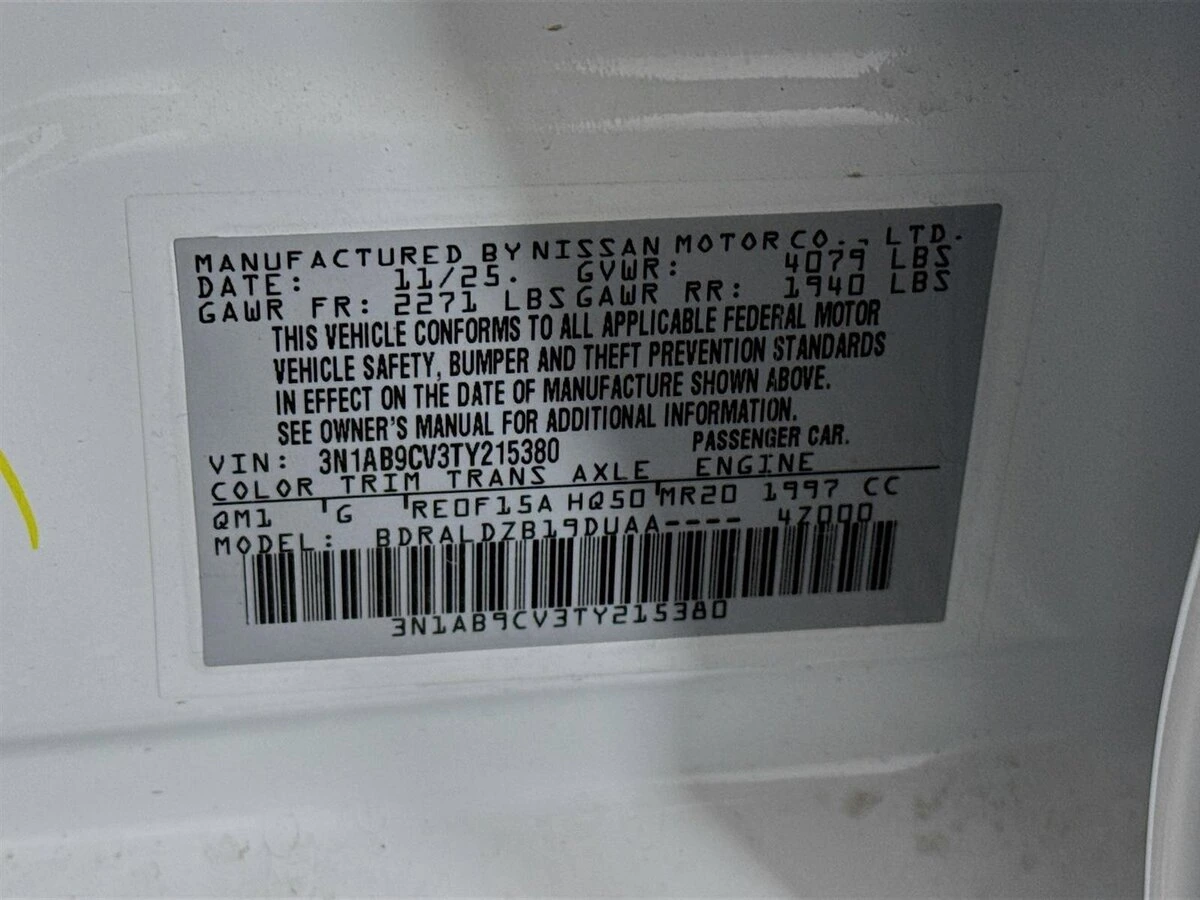 MANUFACTURED BY NISSAN MOTOR CO., LTD.
DATE: 11/25. GVWR: 4079 LBS
GAWR FR: 2271 LBS GAWR RR: 1940 LBS
THIS VEHICLE CONFORMS TO ALL APPLICABLE FEDERAL MOTOR
VEHICLE SAFETY, BUMPER AND THEFT PREVENTION STANDARDS
IN EFFECT ON THE DATE OF MANUFACTURE SHOWN ABOVE.
SEE OWNER'S MANUAL FOR ADDITIONAL INFORMATION.
VIN: 3N1AB9CV3TY215380 PASSENGER CAR.
COLOR TRIM TRANS AXLE ENGINE
QM1 G RE0F15A HQ50 MR20 1997 CC
MODEL: BDRALDZB19DUAA---- 4Z000
3N1AB9CV3TY215380